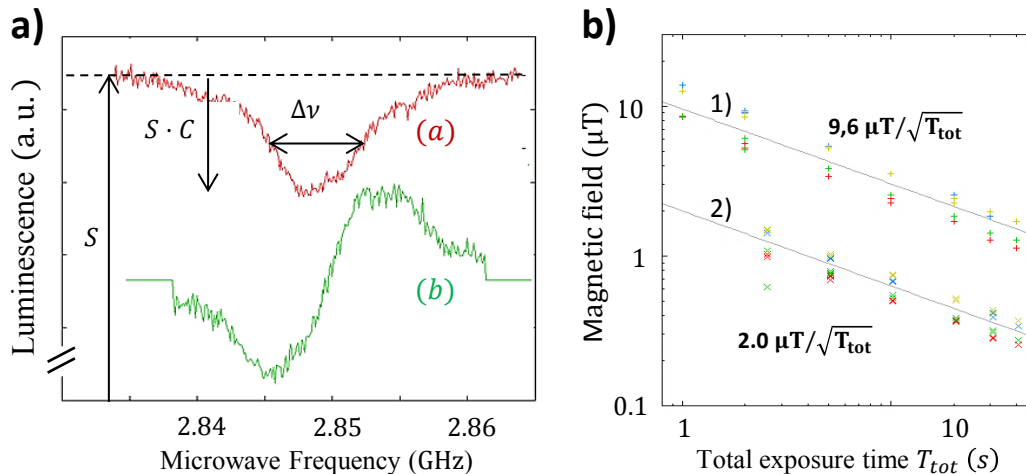 a)
Luminescence (a. u.)
S · C
Δν
(a)
S
(b)
2.84
2.85
2.86
Microwave Frequency (GHz)
b)
Magnetic field (μT)
10
1
0.1
1)
9,6 μT/√T_tot
2)
2.0 μT/√T_tot
1
10
Total exposure time T_tot (s)